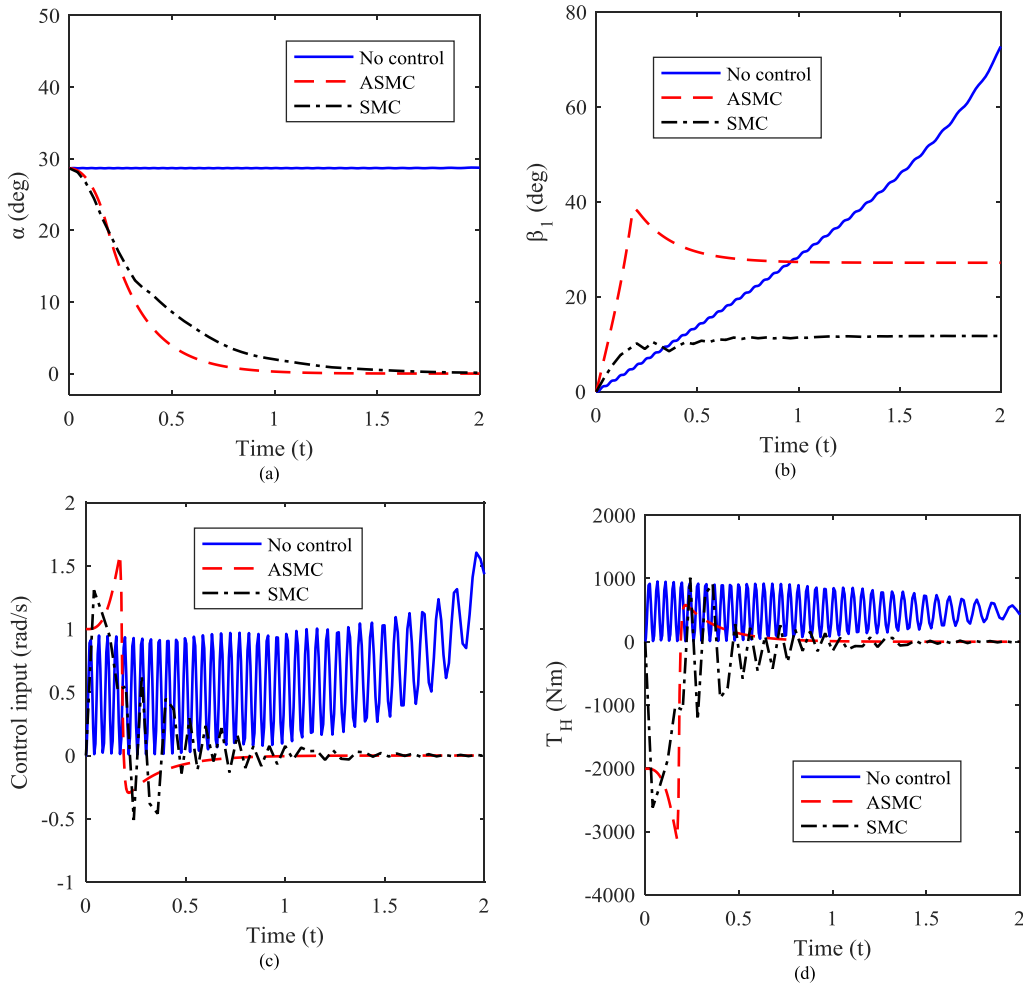 50
40
30
20
10
0
α (deg)
No control
ASMC
SMC
0 0.5 1 1.5 2
Time (t)
(a)
80
60
40
20
0
β1 (deg)
No control
ASMC
SMC
0 0.5 1 1.5 2
Time (t)
(b)
2
1.5
1
0.5
0
-0.5
-1
Control input (rad/s)
No control
ASMC
SMC
0 0.5 1 1.5 2
Time (t)
(c)
2000
1000
0
-1000
-2000
-3000
-4000
TH (Nm)
No control
ASMC
SMC
0 0.5 1 1.5 2
Time (t)
(d)